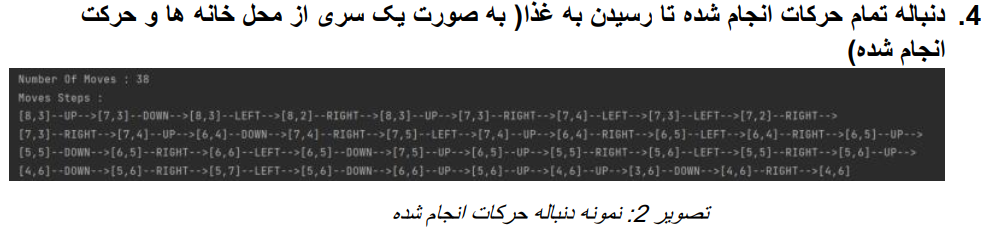 4. دنباله تمام حرکات انجام شده تا رسیدن به غذا( به صورت یک سری از محل خانه ها و حرکت
انجام شده)
Number Of Moves : 38
Moves Steps :
[8,3]--UP-->[7,3]--DOWN-->[8,3]--LEFT-->[8,2]--RIGHT-->[8,3]--UP-->[7,3]--RIGHT-->[7,4]--LEFT-->[7,3]--LEFT-->[7,2]--RIGHT-->
[7,3]--RIGHT-->[7,4]--UP-->[6,4]--DOWN-->[7,4]--RIGHT-->[7,5]--LEFT-->[7,4]--UP-->[6,4]--RIGHT-->[6,5]--LEFT-->[6,4]--RIGHT-->[6,5]--UP-->
[5,5]--DOWN-->[6,5]--RIGHT-->[6,6]--LEFT-->[6,5]--DOWN-->[7,5]--UP-->[6,5]--UP-->[5,5]--RIGHT-->[5,6]--LEFT-->[5,5]--RIGHT-->[5,6]--UP-->
[4,6]--DOWN-->[5,6]--RIGHT-->[5,7]--LEFT-->[5,6]--DOWN-->[6,6]--UP-->[5,6]--UP-->[4,6]--UP-->[3,6]--DOWN-->[4,6]--RIGHT-->[4,6]
تصویر 2: نمونه دنباله حرکات انجام شده